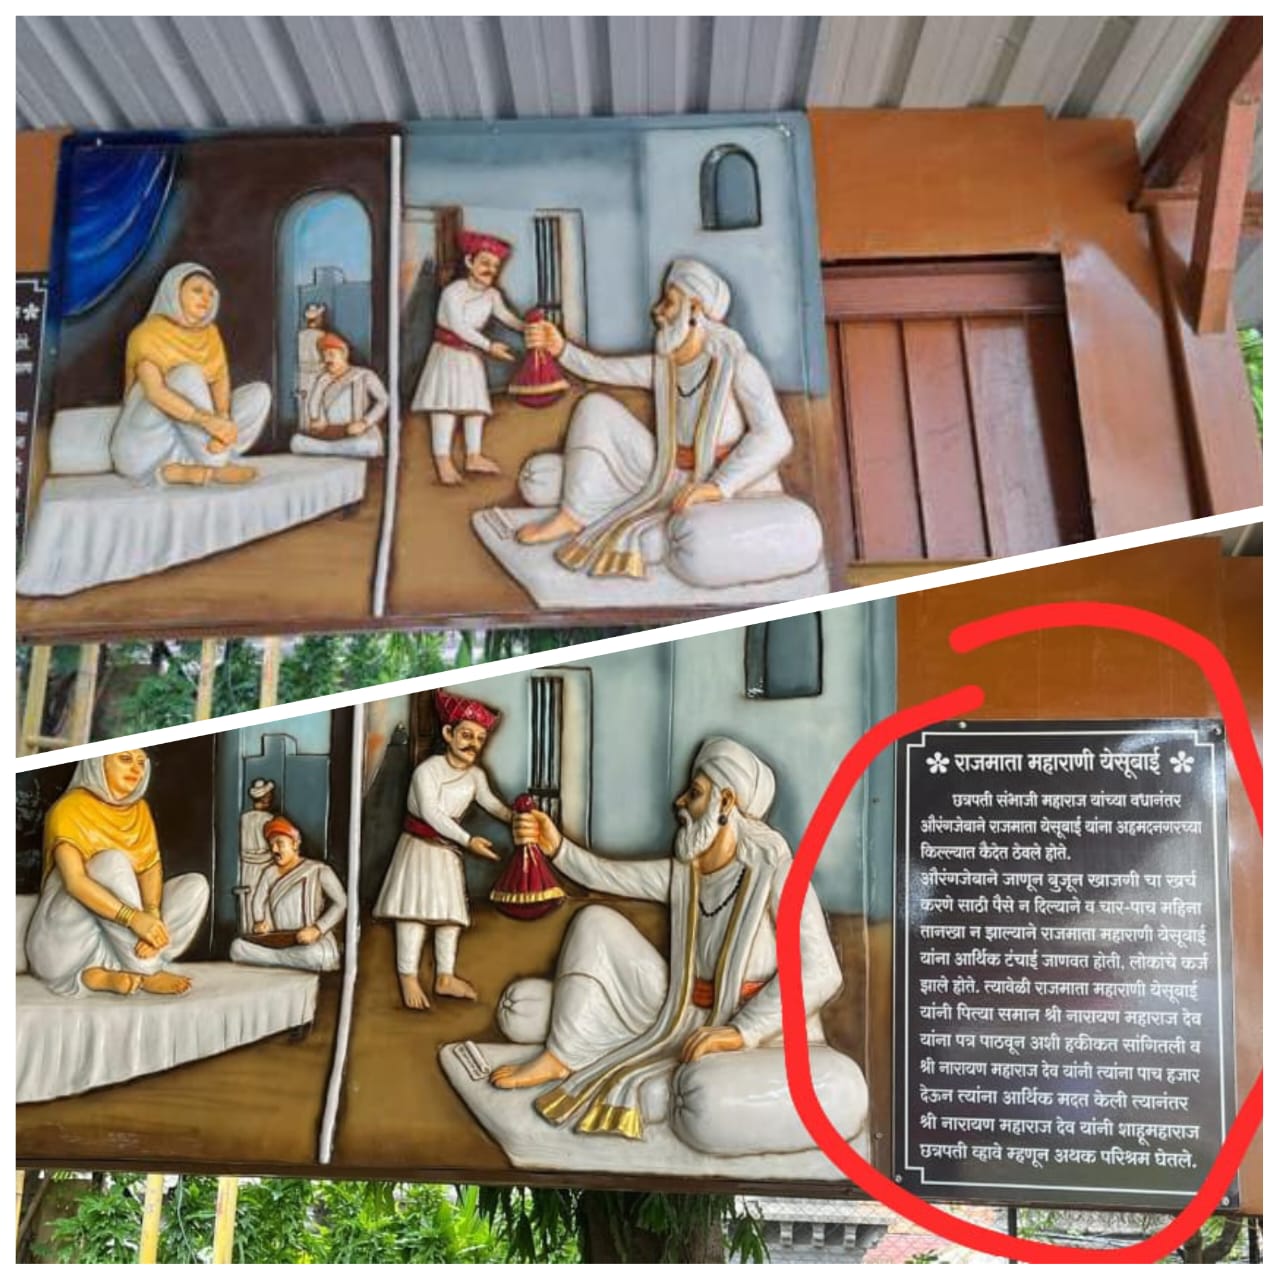 राजमाता महाराणी येसूबाई
छत्रपती संभाजी महाराज यांच्या वधानंतर
औरंगजेबाने राजमाता येसूबाई यांना अहमदनगरच्या
किल्ल्यात कैदेत ठेवले होते.
औरंगजेबाने जाणून बुजून खाजगी चा खर्च
करणे साठी पैसे न दिल्याने व चार-पाच महिना
तानखा न झाल्याने राजमाता महाराणी येसूबाई
यांना आर्थिक टंचाई जाणवत होती, लोकांचे कर्ज
झाले होते. त्यावेळी राजमाता महाराणी येसूबाई
यांनी पित्या समान श्री नारायण महाराज देव
यांना पत्र पाठवून अशी हकीकत सांगितली व
श्री नारायण महाराज देव यांनी त्यांना पाच हजार
देऊन त्यांना आर्थिक मदत केली त्यानंतर
श्री नारायण महाराज देव यांनी शाहूमहाराज
छत्रपती व्हावे म्हणून अथक परिश्रम घेतले.